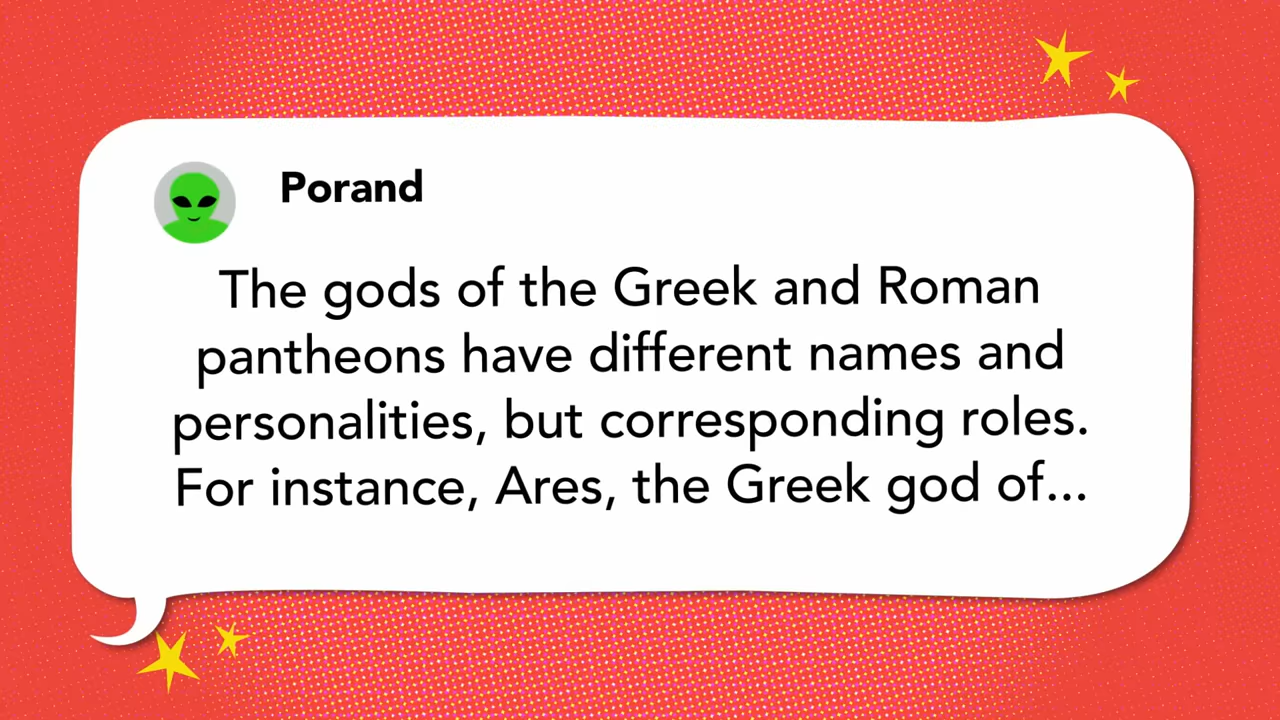 Porand
The gods of the Greek and Roman
pantheons have different names and
personalities, but corresponding roles.
For instance, Ares, the Greek god of...